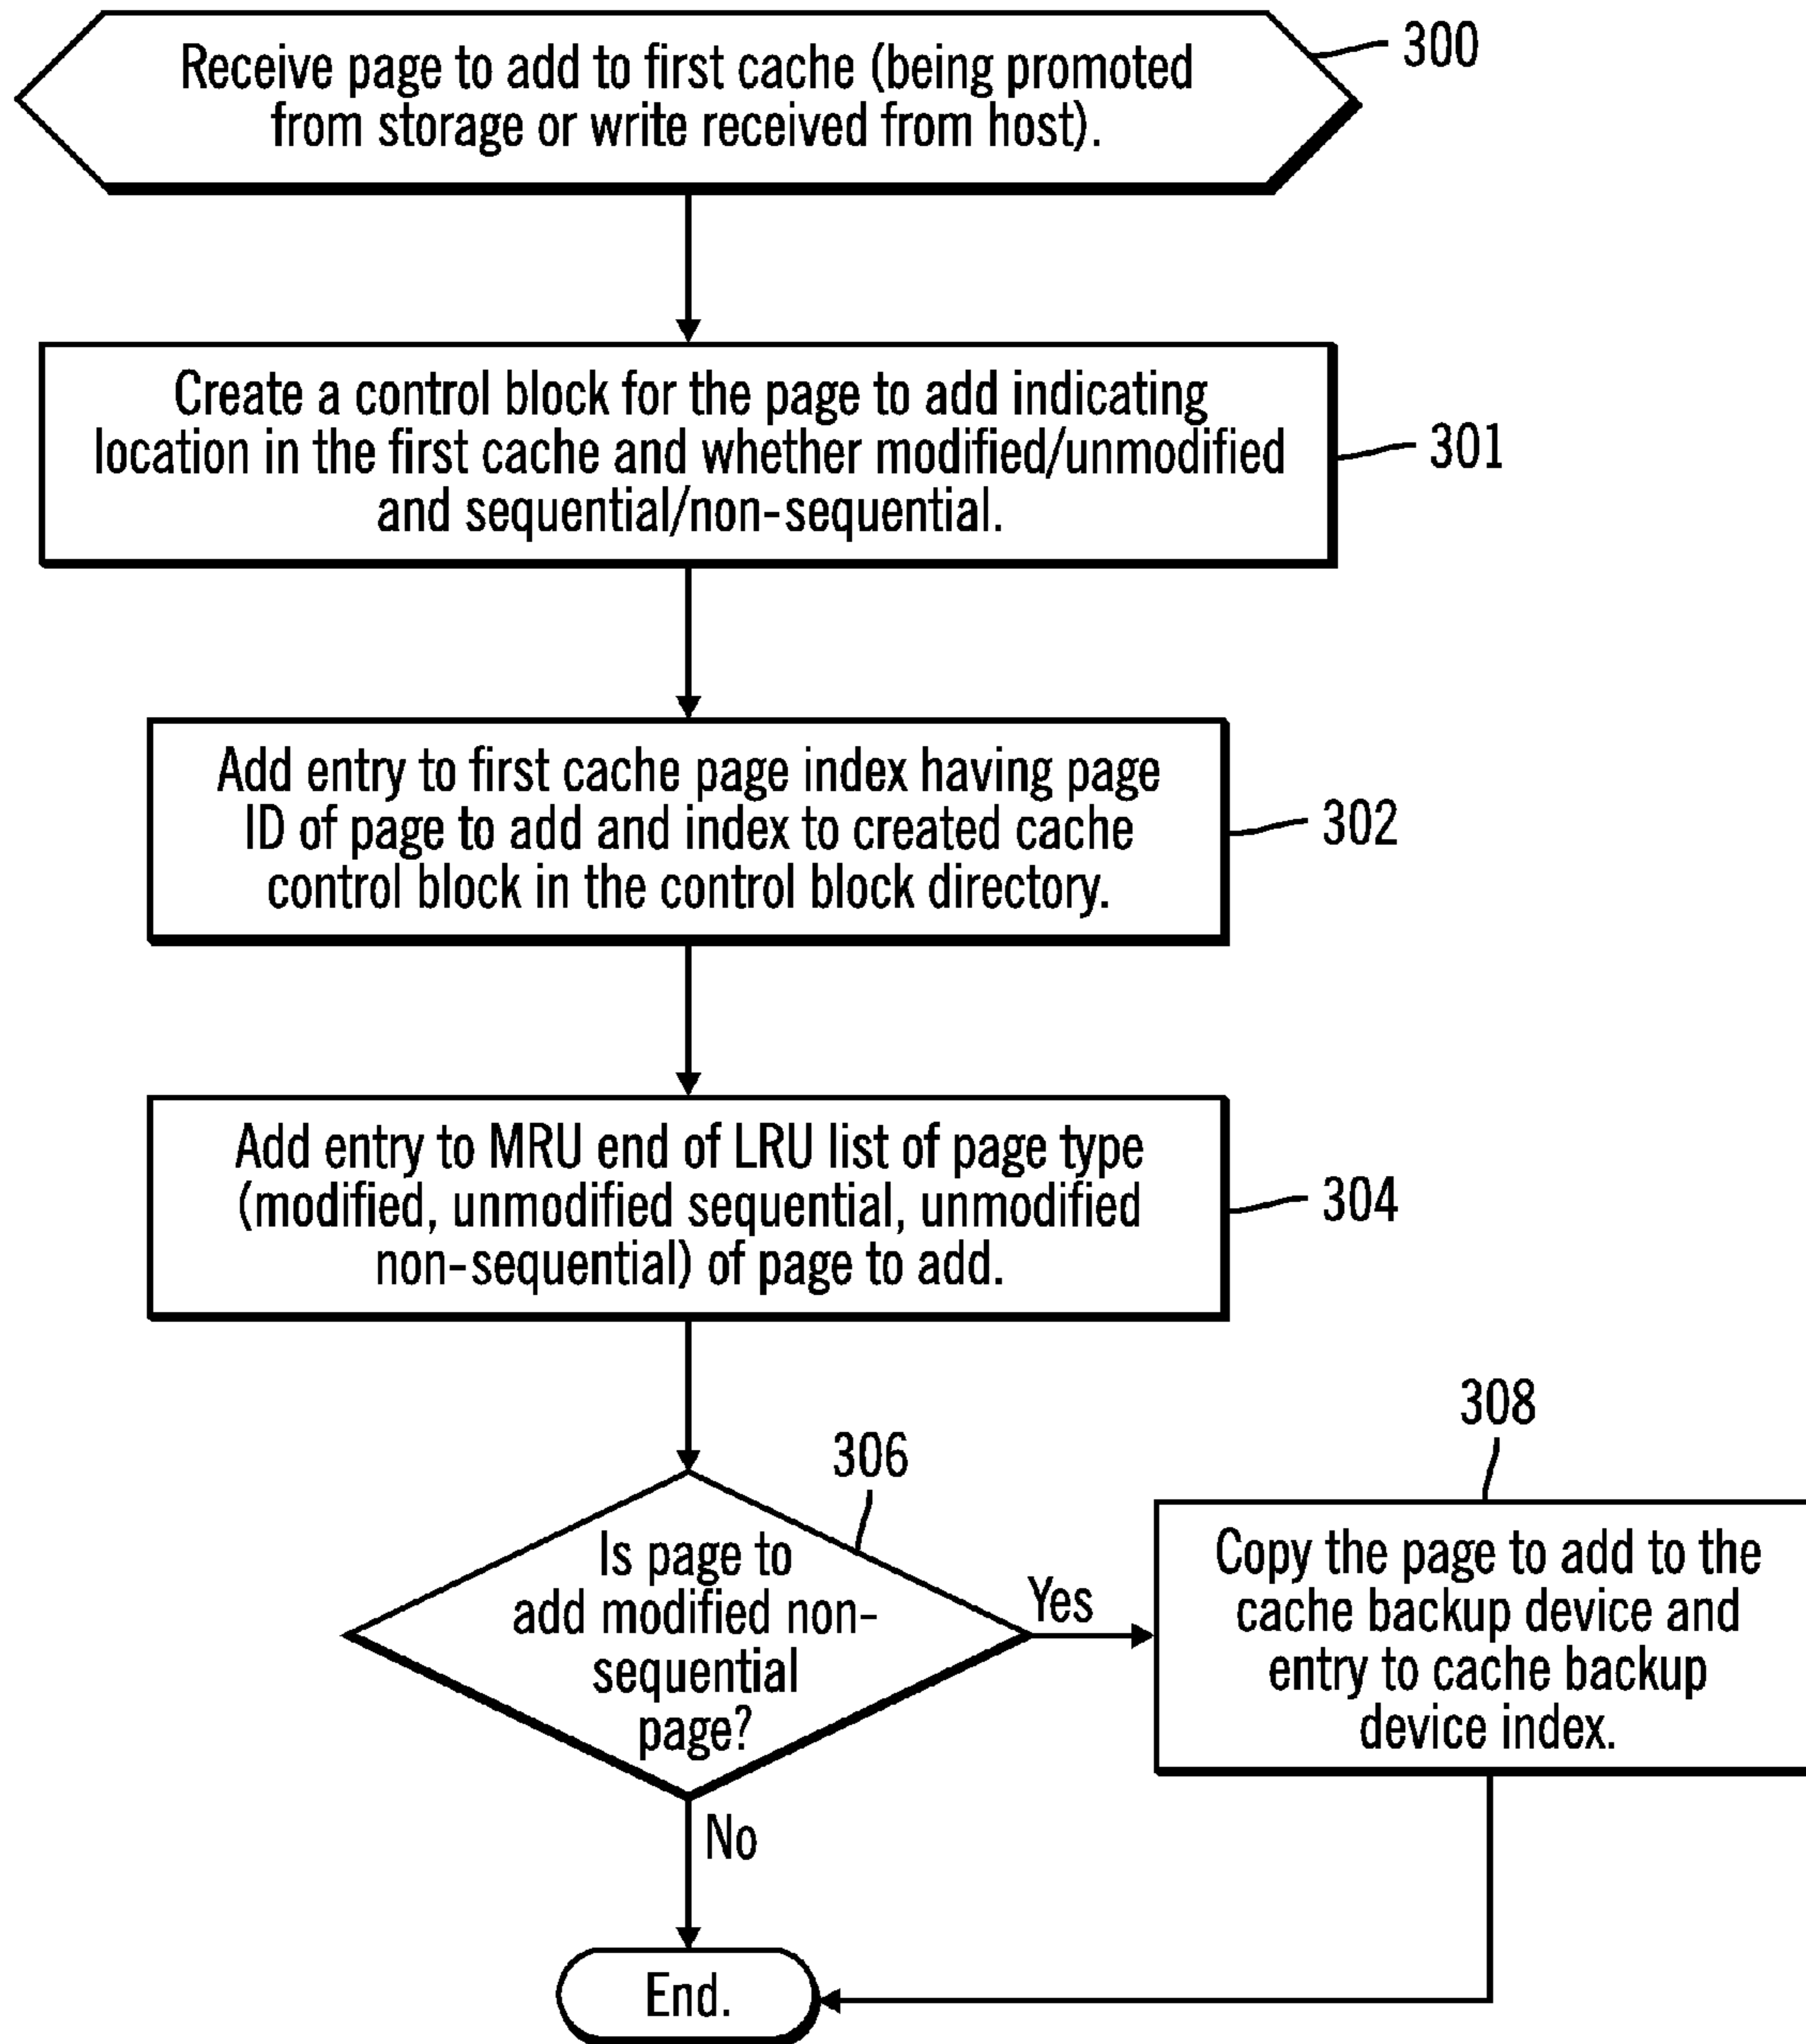 Receive page to add to first cache (being promoted
from storage or write received from host).
300
Create a control block for the page to add indicating
location in the first cache and whether modified/unmodified
and sequential/non-sequential.
301
Add entry to first cache page index having page
ID of page to add and index to created cache
control block in the control block directory.
302
Add entry to MRU end of LRU list of page type
(modified, unmodified sequential, unmodified
non-sequential) of page to add.
304
306
Is page to
add modified non-
sequential
page?
Yes
No
308
Copy the page to add to the
cache backup device and
entry to cache backup
device index.
End.